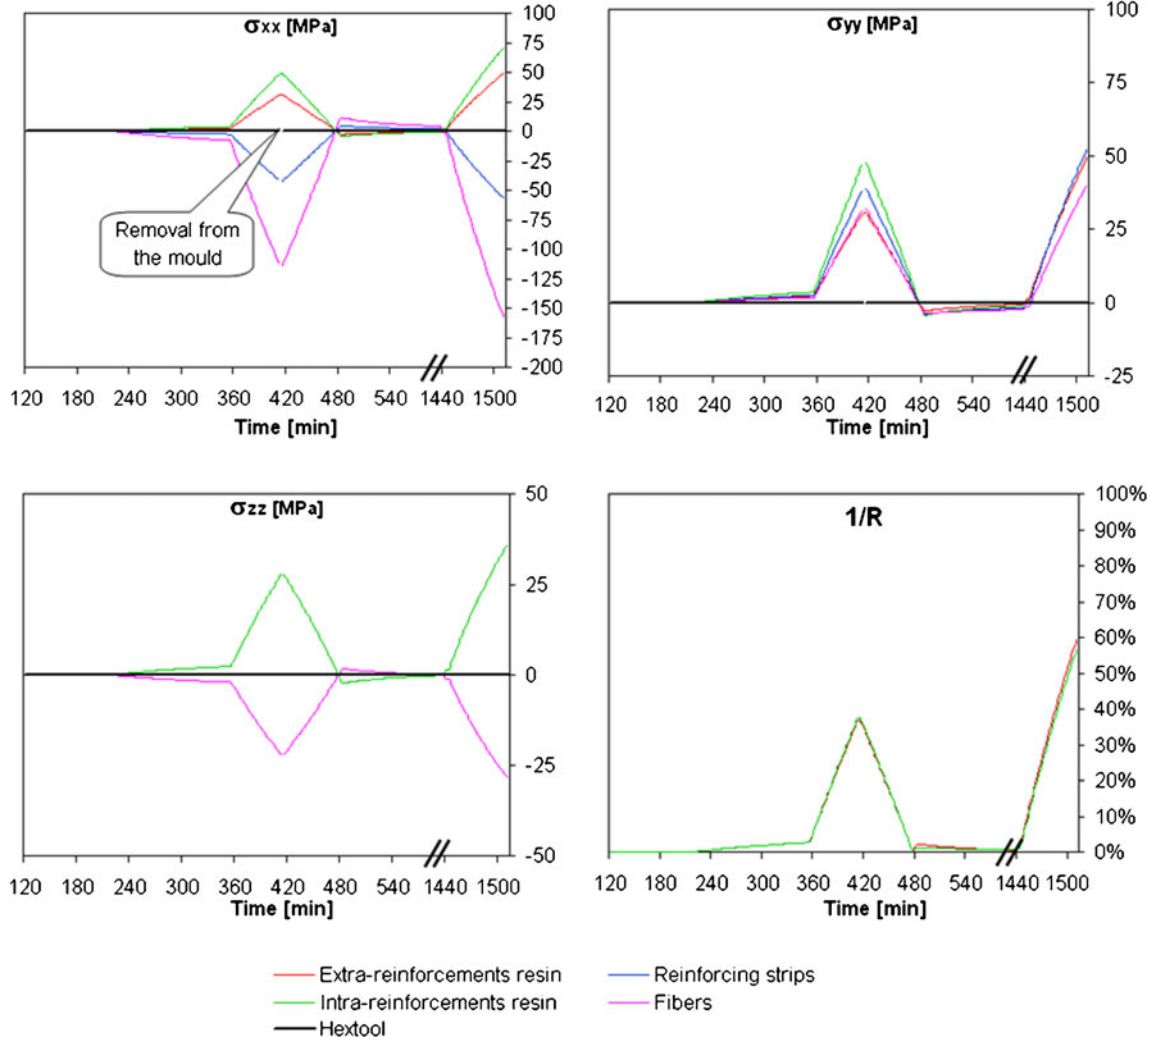 σxx [MPa]
100
75
50
25
0
-25
-50
-75
-100
-125
-150
-175
-200
Removal from
the mould
120 180 240 300 360 420 480 540 1440 1500
Time [min]
σyy [MPa]
100
75
50
25
0
-25
120 180 240 300 360 420 480 540 1440 1500
Time [min]
σzz [MPa]
50
25
0
-25
-50
120 180 240 300 360 420 480 540 1440 1500
Time [min]
1/R
100%
90%
80%
70%
60%
50%
40%
30%
20%
10%
0%
120 180 240 300 360 420 480 540 1440 1500
Time [min]
Extra-reinforcements resin
Reinforcing strips
Intra-reinforcements resin
Fibers
Hextool